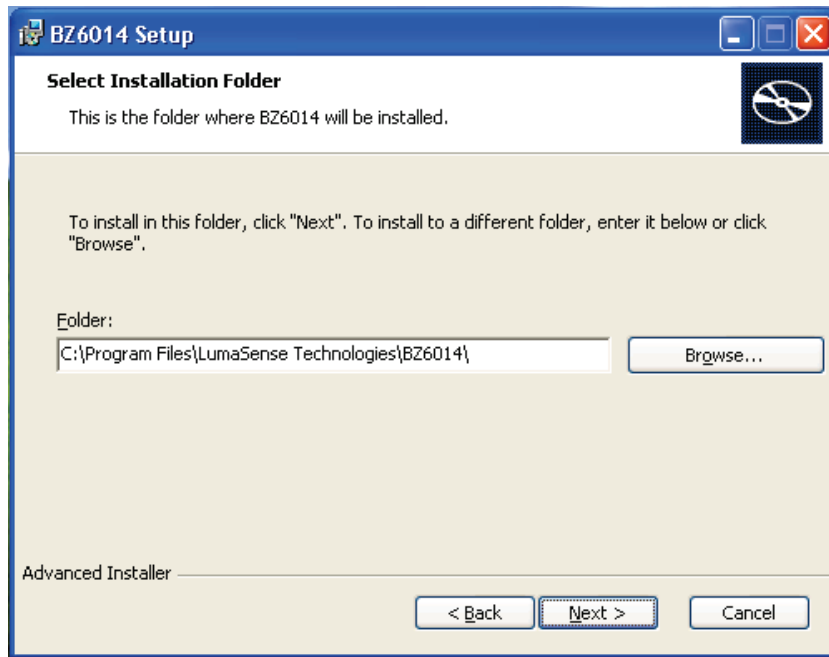 BZ6014 Setup
Select Installation Folder
This is the folder where BZ6014 will be installed.
To install in this folder, click "Next". To install to a different folder, enter it below or click
"Browse".
Folder:
C:\Program Files\LumaSense Technologies\BZ6014\
Browse...
Advanced Installer
< Back
Next >
Cancel